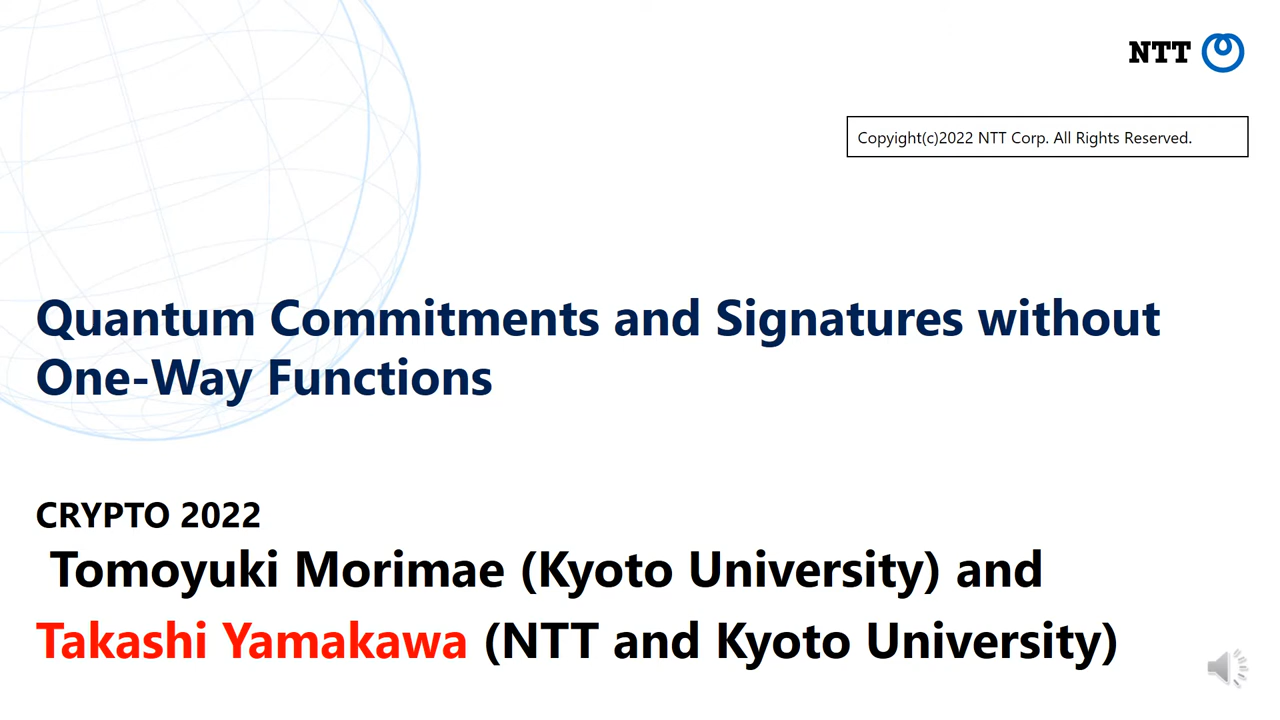 NTT
Copyight(c)2022 NTT Corp. All Rights Reserved.
Quantum Commitments and Signatures without
One-Way Functions
CRYPTO 2022
Tomoyuki Morimae (Kyoto University) and
Takashi Yamakawa (NTT and Kyoto University)